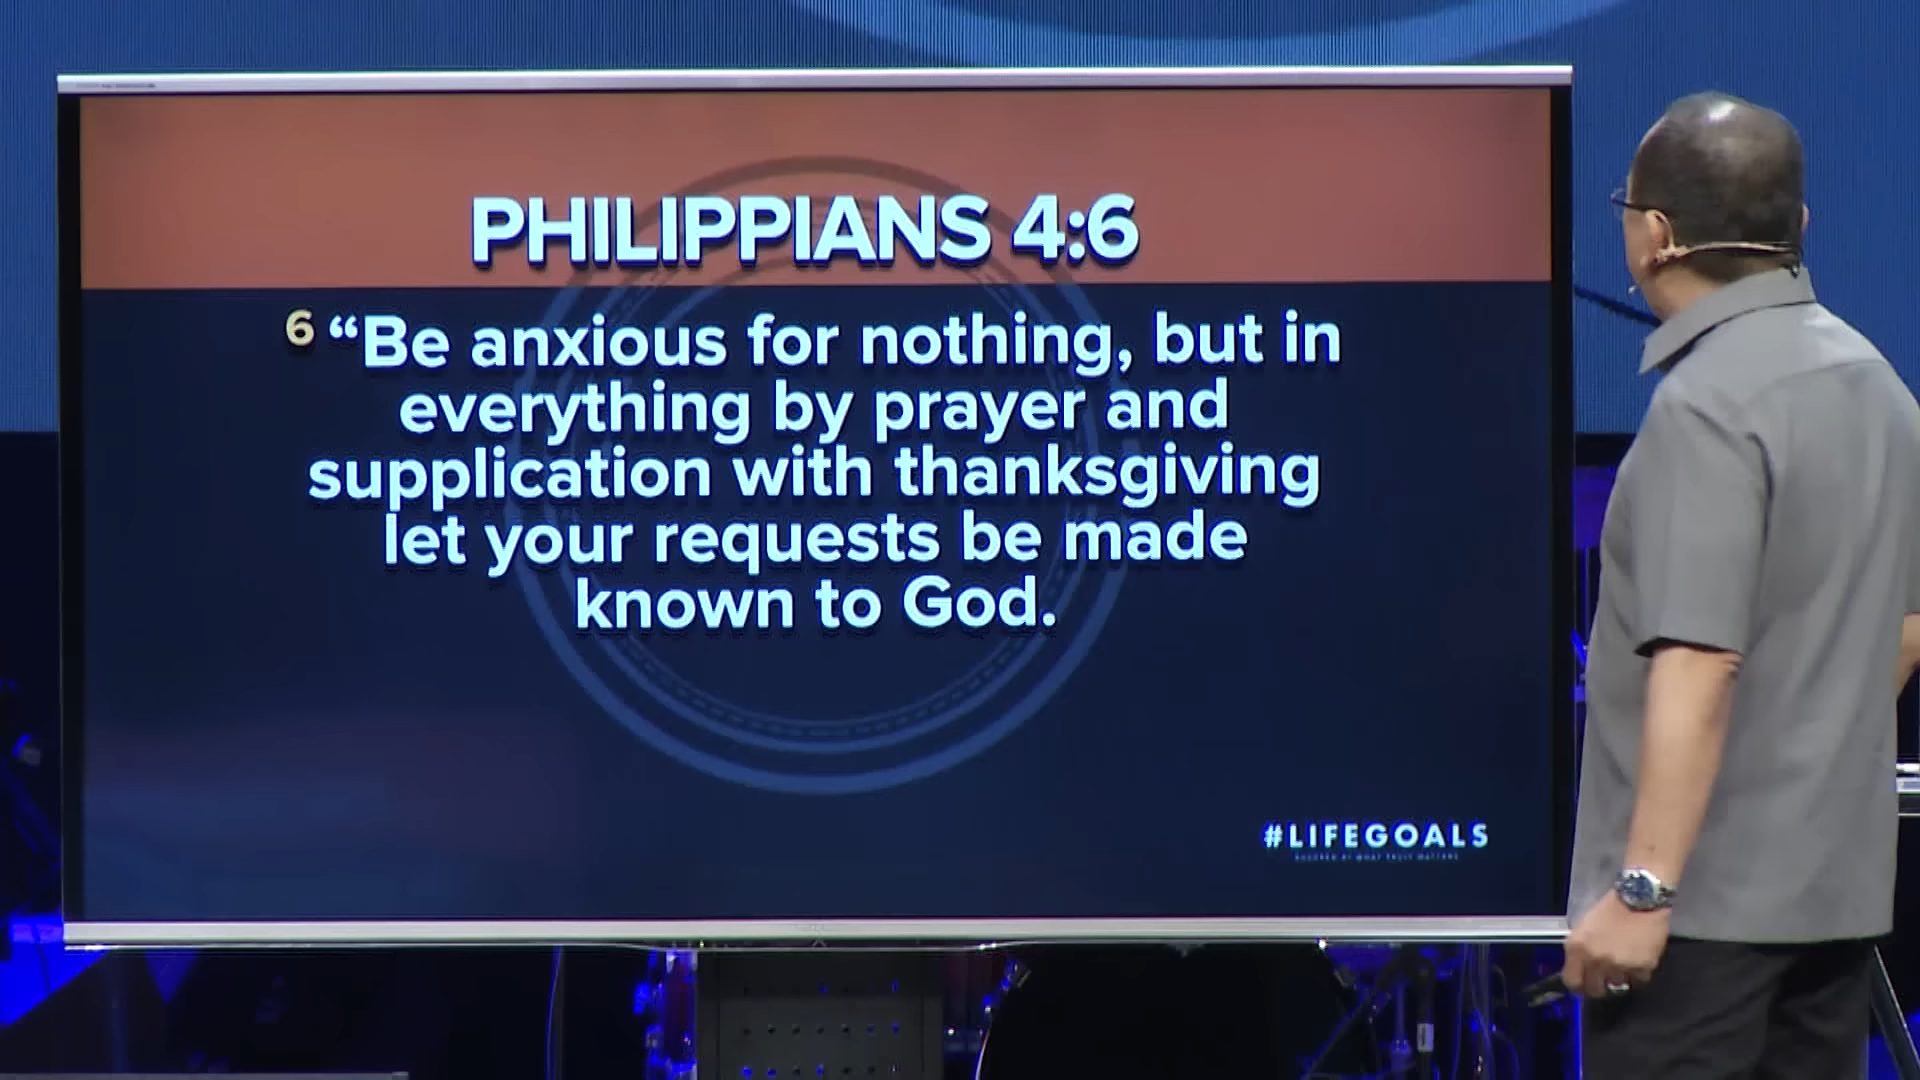 PHILIPPIANS 4:6
6 “Be anxious for nothing, but in
everything by prayer and
supplication with thanksgiving
let your requests be made
known to God.
#LIFEGOALS